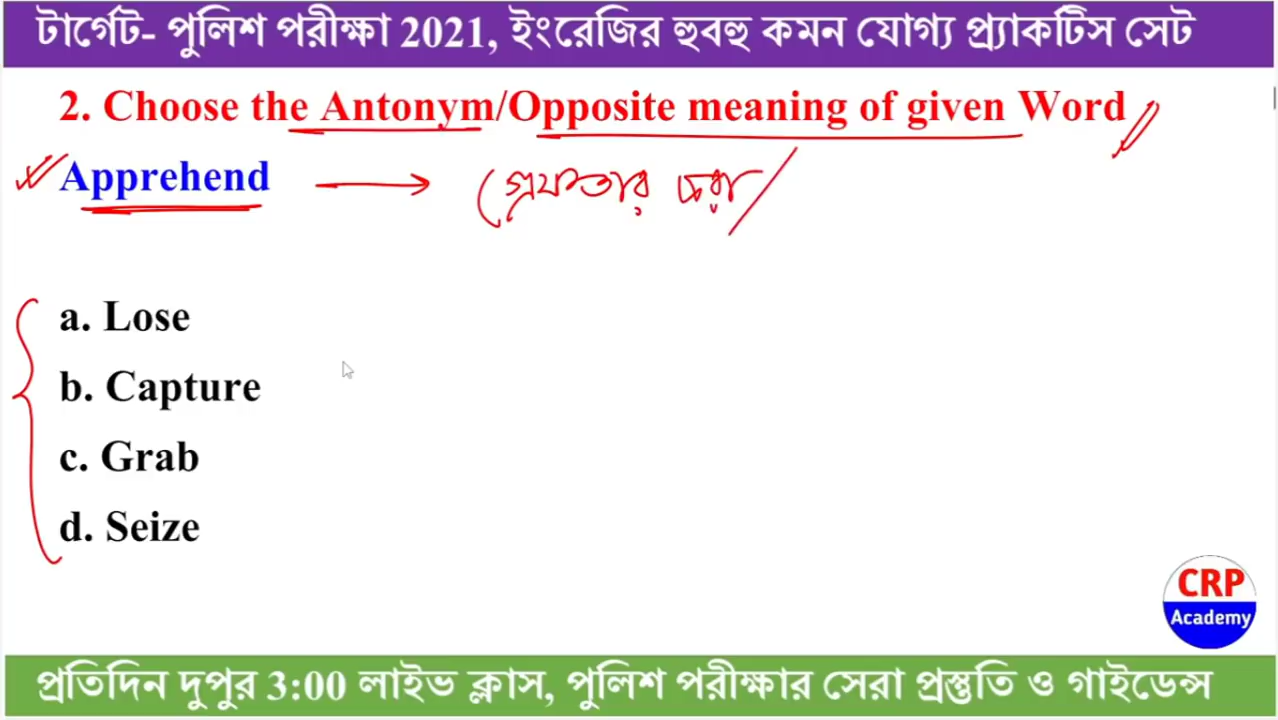 টার্গেট- পুলিশ পরীক্ষা 2021, ইংরেজির হুবহু কমন যোগ্য প্র্যাকটিস সেট
2. Choose the Antonym/Opposite meaning of given Word
Apprehend → গ্রেফতার করা
a. Lose
b. Capture
c. Grab
d. Seize
CRP
Academy
প্রতিদিন দুপুর 3:00 লাইভ ক্লাস, পুলিশ পরীক্ষার সেরা প্রস্তুতি ও গাইডেন্স